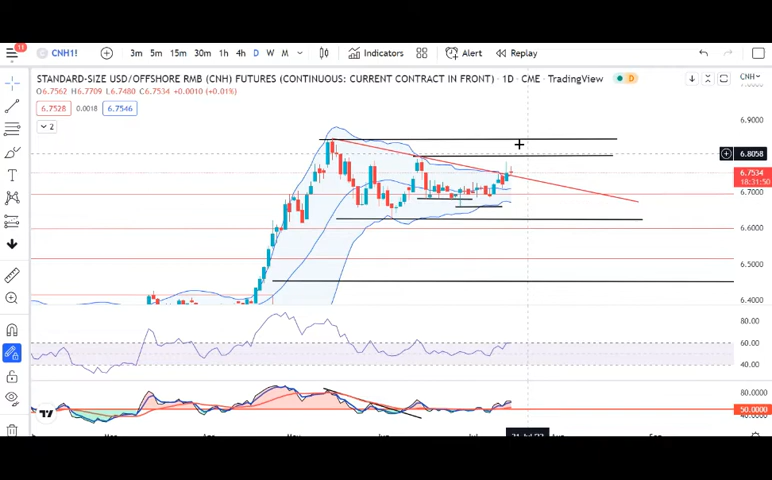 11
CNH1!
3m 5m 15m 30m 1h 4h D W M Indicators Alert Replay
STANDARD-SIZE USD/OFFSHORE RMB (CNH) FUTURES (CONTINUOUS: CURRENT CONTRACT IN FRONT) · 1D · CME · TradingView D
CNH
O6.7562 H6.7709 L6.7480 C6.7534 +0.0010 (+0.01%)
6.7528 0.0018 6.7546
2
6.9000
6.8058
6.7534
18:31:50
6.7000
6.6000
6.5000
6.4000
80.00
60.00
40.00
80.0000
50.0000